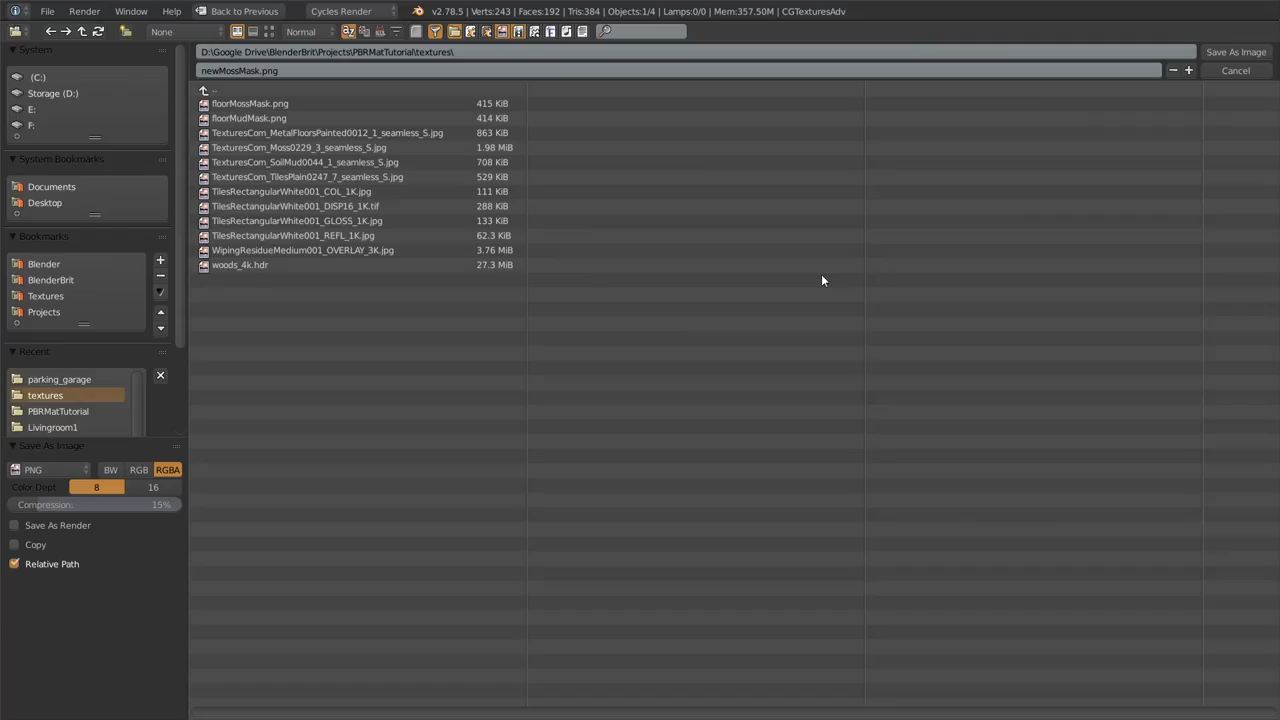 File Render Window Help Back to Previous Cycles Render v2.78.5 | Verts:243 | Faces:192 | Tris:384 | Objects:1/4 | Lamps:0/0 | Mem:357.50M | CGTexturesAdv
None Normal
System
(C:)
Storage (D:)
E:
F:
System Bookmarks
Documents
Desktop
Bookmarks
Blender
BlenderBrit
Textures
Projects
Recent
parking_garage
textures
PBRMatTutorial
Livingroom1
Save As Image
PNG BW RGB RGBA
Color Dept 8 16
Compression: 15%
Save As Render
Copy
Relative Path
D:\Google Drive\BlenderBrit\Projects\PBRMatTutorial\textures\ Save As Image
newMossMask.png Cancel
..
floorMossMask.png 415 KiB
floorMudMask.png 414 KiB
TexturesCom_MetalFloorsPainted0012_1_seamless_S.jpg 863 KiB
TexturesCom_Moss0229_3_seamless_S.jpg 1.98 MiB
TexturesCom_SoilMud0044_1_seamless_S.jpg 708 KiB
TexturesCom_TilesPlain0247_7_seamless_S.jpg 529 KiB
TilesRectangularWhite001_COL_1K.jpg 111 KiB
TilesRectangularWhite001_DISP16_1K.tif 288 KiB
TilesRectangularWhite001_GLOSS_1K.jpg 133 KiB
TilesRectangularWhite001_REFL_1K.jpg 62.3 KiB
WipingResidueMedium001_OVERLAY_3K.jpg 3.76 MiB
woods_4k.hdr 27.3 MiB